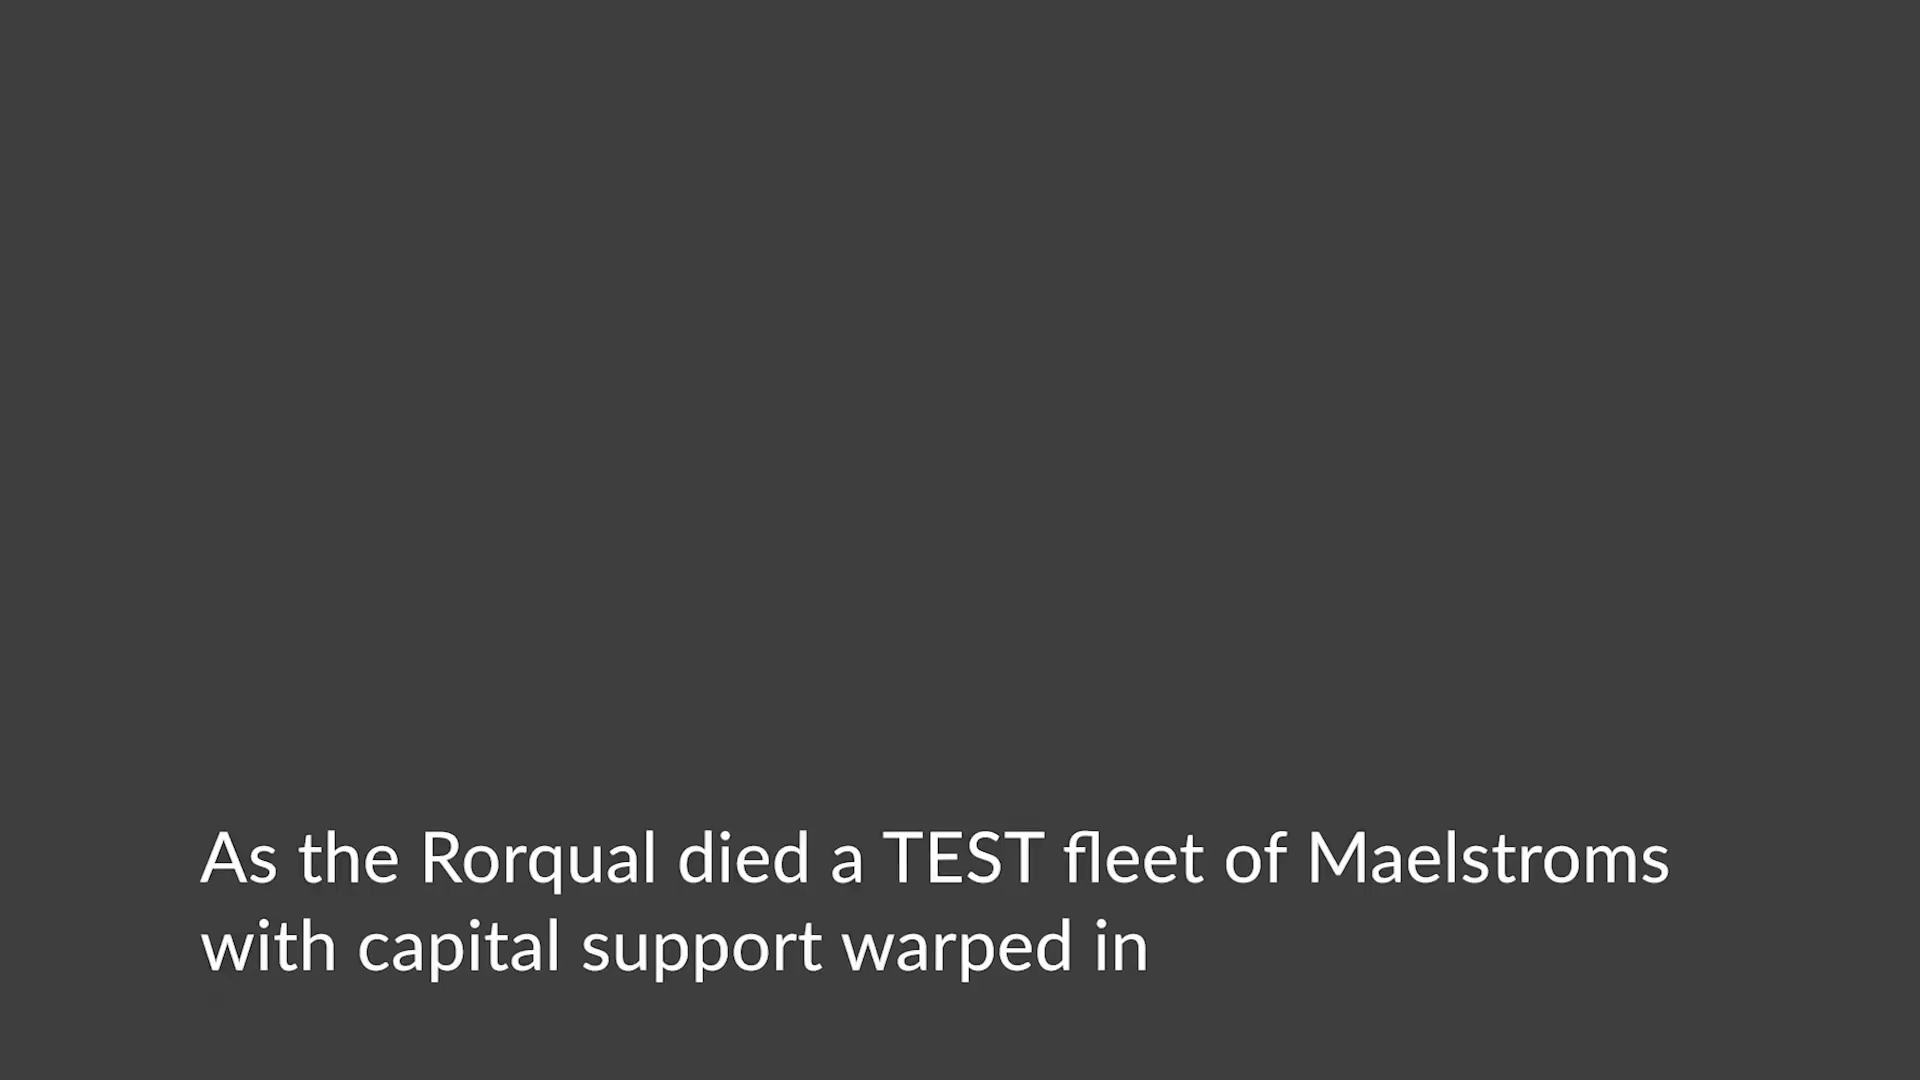 As the Rorqual died a TEST fleet of Maelstroms
with capital support warped in